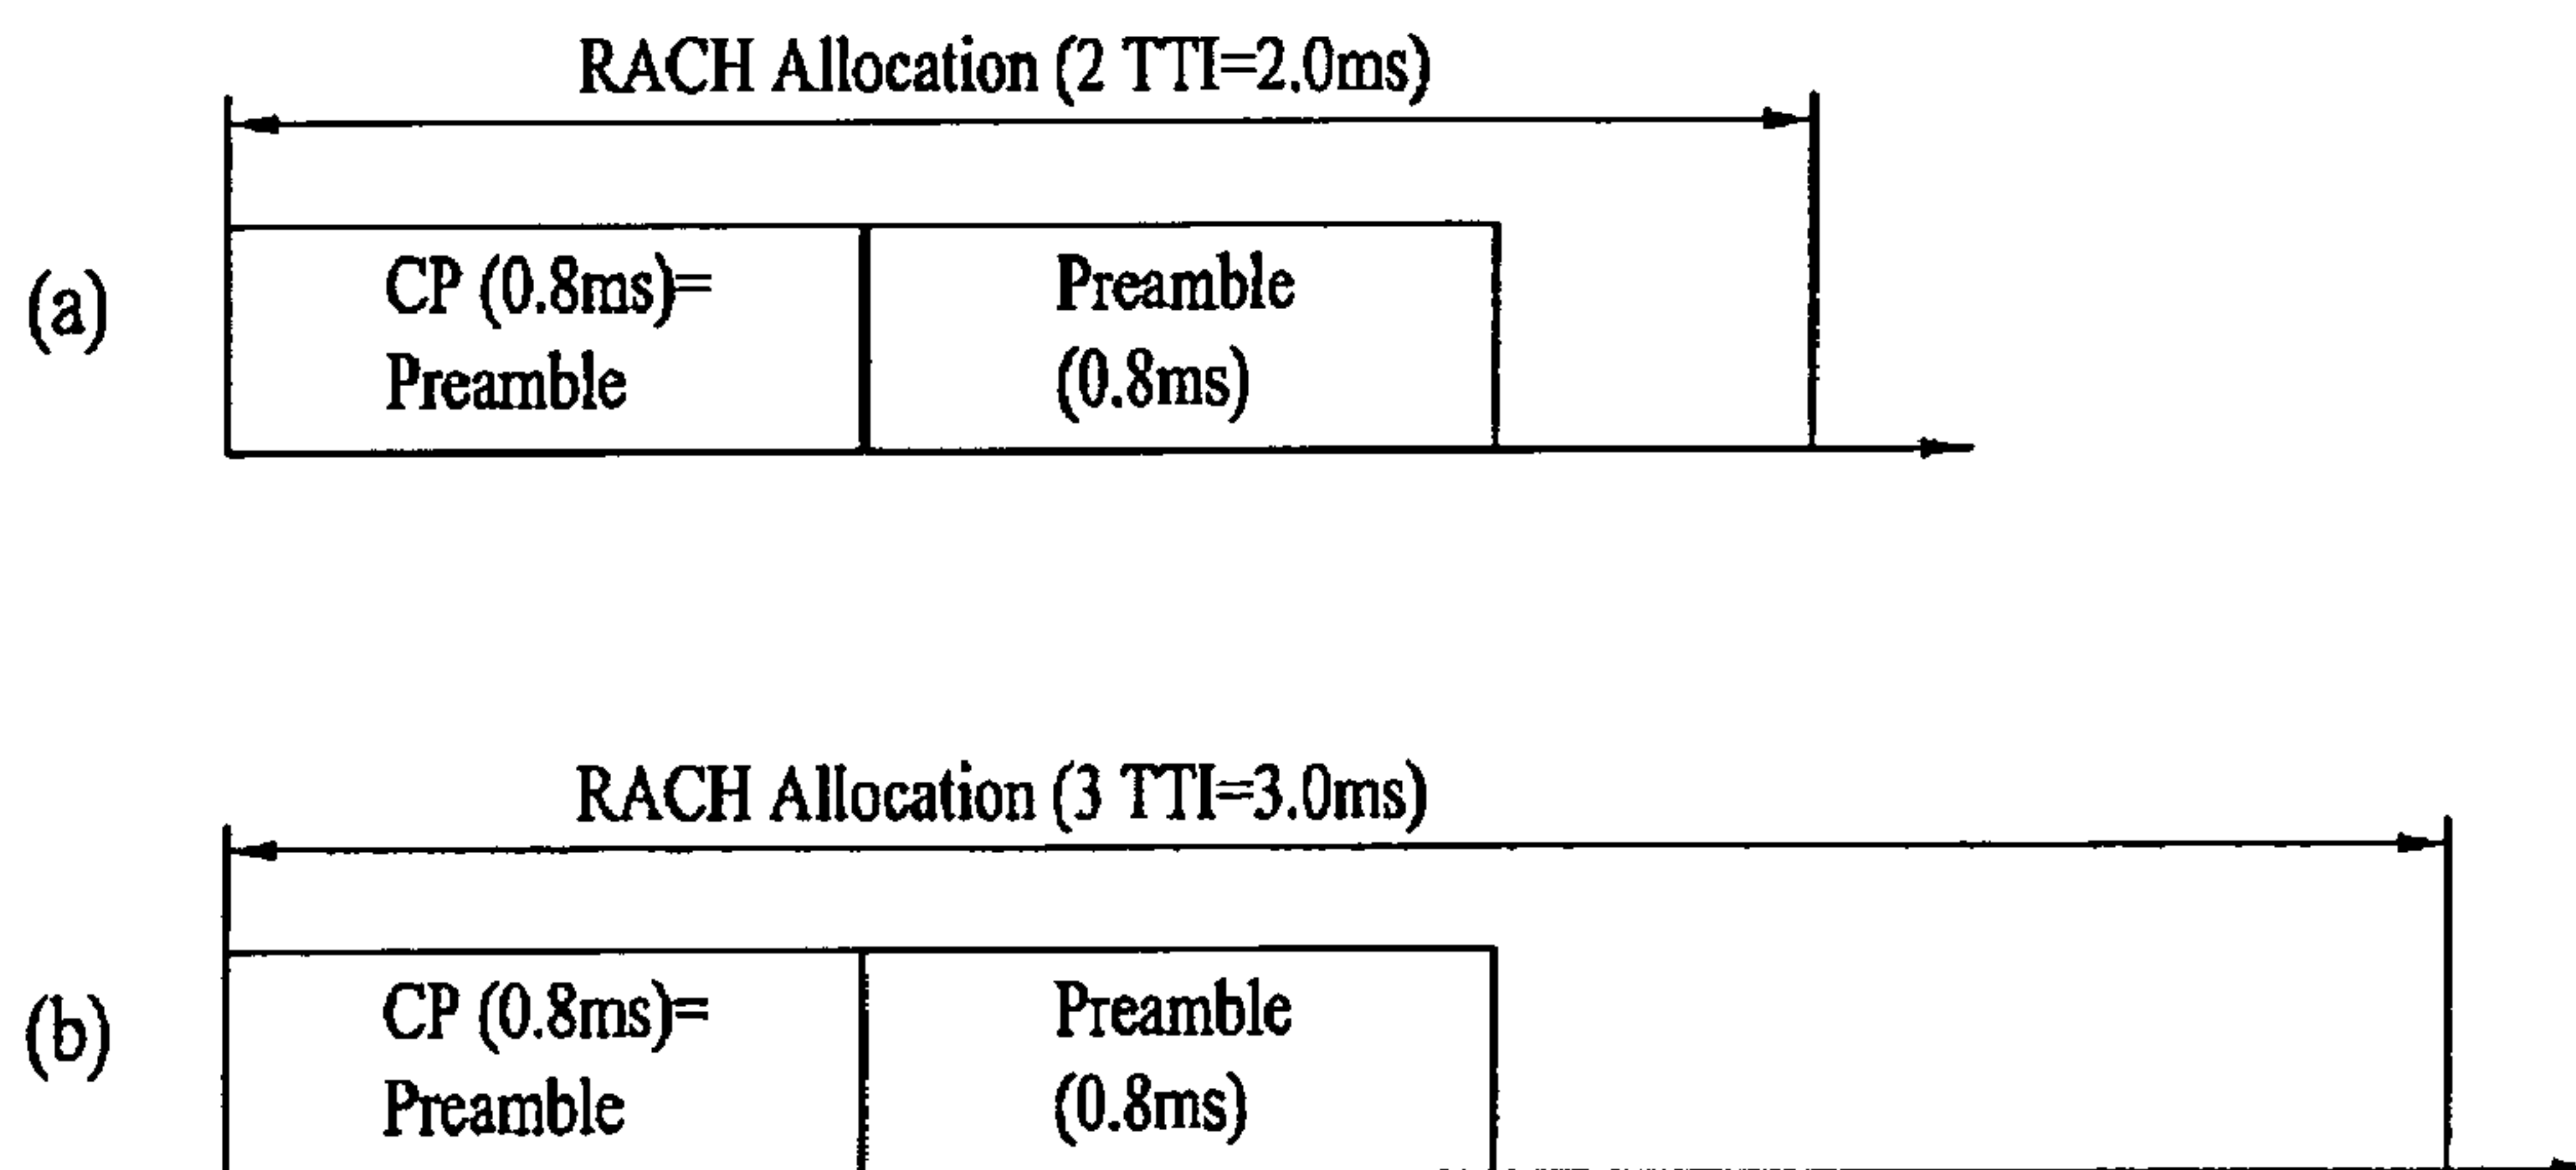 RACH Allocation (2 TTI=2.0ms)
(a)
CP (0.8ms)=
Preamble
Preamble
(0.8ms)
RACH Allocation (3 TTI=3.0ms)
(b)
CP (0.8ms)=
Preamble
Preamble
(0.8ms)